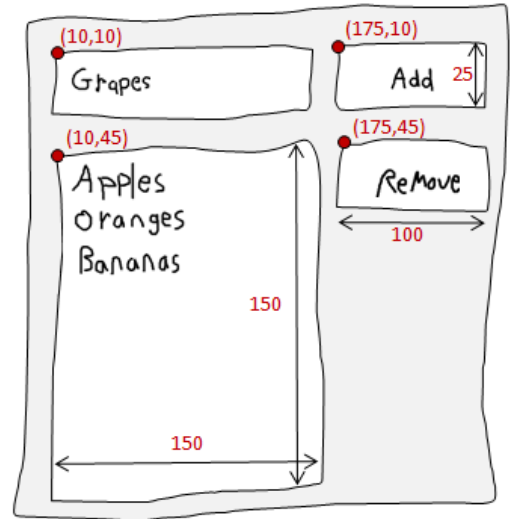 (10,10)
(175,10)
Grapes
Add
25
(10,45)
(175,45)
Apples
Oranges
Bananas
ReMove
100
150
150